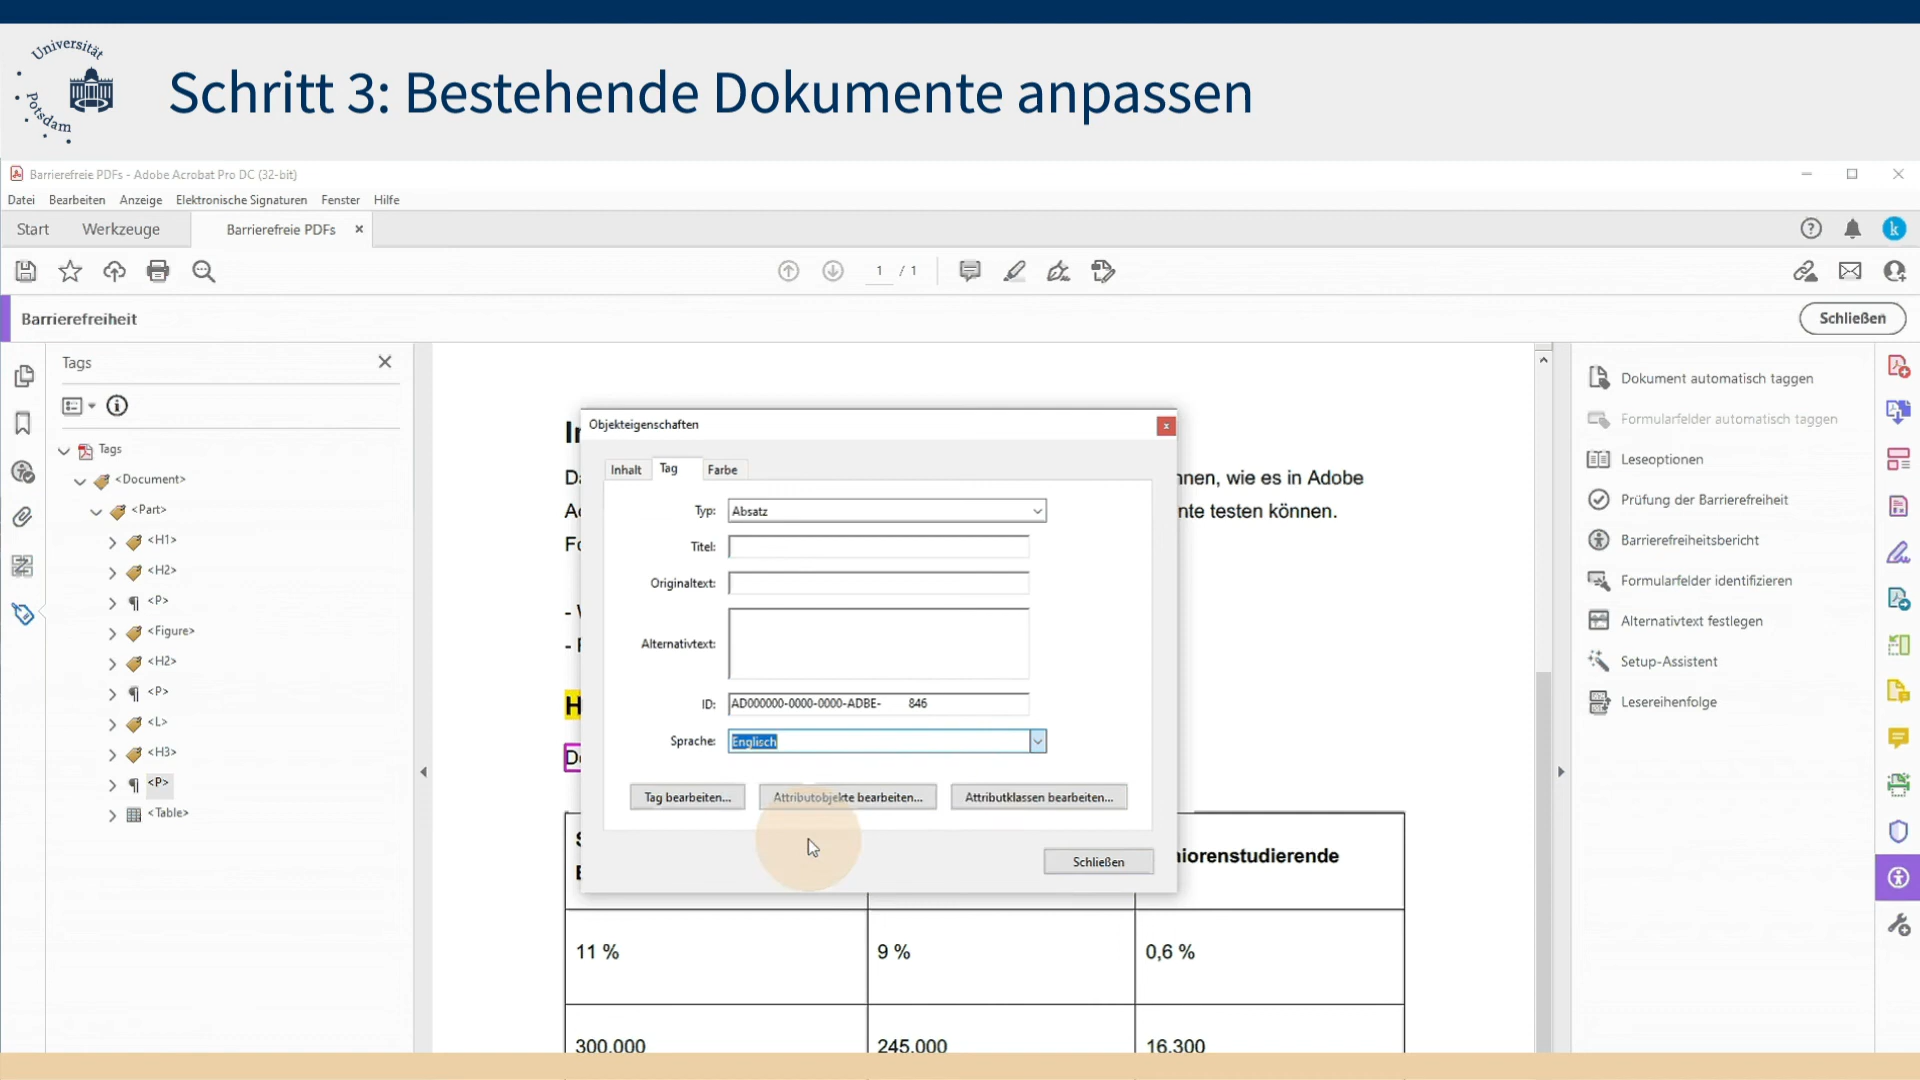 Universität
Potsdam
Schritt 3: Bestehende Dokumente anpassen
Barrierefreie PDFs - Adobe Acrobat Pro DC (32-bit)
Datei Bearbeiten Anzeige Elektronische Signaturen Fenster Hilfe
Start Werkzeuge Barrierefreie PDFs
1 / 1
Barrierefreiheit
Schließen
Tags
Tags
<Document>
<Part>
<H1>
<H2>
<P>
<Figure>
<H2>
<P>
<L>
<H3>
<P>
<Table>
nnen, wie es in Adobe
nte testen können.
Objekteigenschaften
Inhalt Tag Farbe
Typ: Absatz
Titel:
Originaltext:
Alternativtext:
ID: AD000000-0000-0000-ADBE- 846
Sprache: Englisch
Tag bearbeiten... Attributobjekte bearbeiten... Attributklassen bearbeiten...
Schließen
niorenstudierende
11 % 9 % 0,6 %
300.000 245.000 16.300
Dokument automatisch taggen
Formularfelder automatisch taggen
Leseoptionen
Prüfung der Barrierefreiheit
Barrierefreiheitsbericht
Formularfelder identifizieren
Alternativtext festlegen
Setup-Assistent
Lesereihenfolge